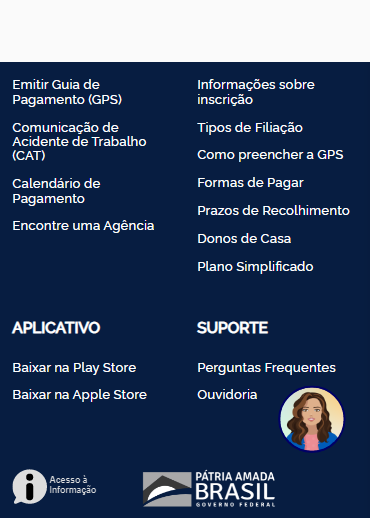 Emitir Guia de
Pagamento (GPS)
Comunicação de
Acidente de Trabalho
(CAT)
Calendário de
Pagamento
Encontre uma Agência
Informações sobre
inscrição
Tipos de Filiação
Como preencher a GPS
Formas de Pagar
Prazos de Recolhimento
Donos de Casa
Plano Simplificado
APLICATIVO
Baixar na Play Store
Baixar na Apple Store
SUPORTE
Perguntas Frequentes
Ouvidoria
i
Acesso à
Informação
PÁTRIA AMADA
BRASIL
GOVERNO FEDERAL